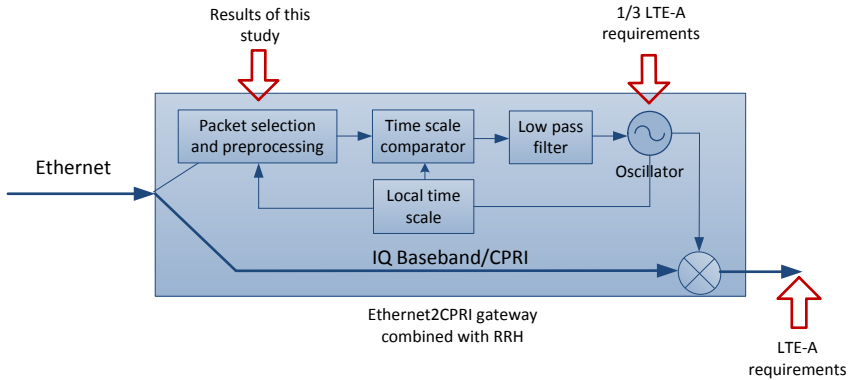 Results of this
study
1/3 LTE-A
requirements
Packet selection
and preprocessing
Time scale
comparator
Low pass
filter
Oscillator
Ethernet
Local time
scale
IQ Baseband/CPRI
Ethernet2CPRI gateway
combined with RRH
LTE-A
requirements